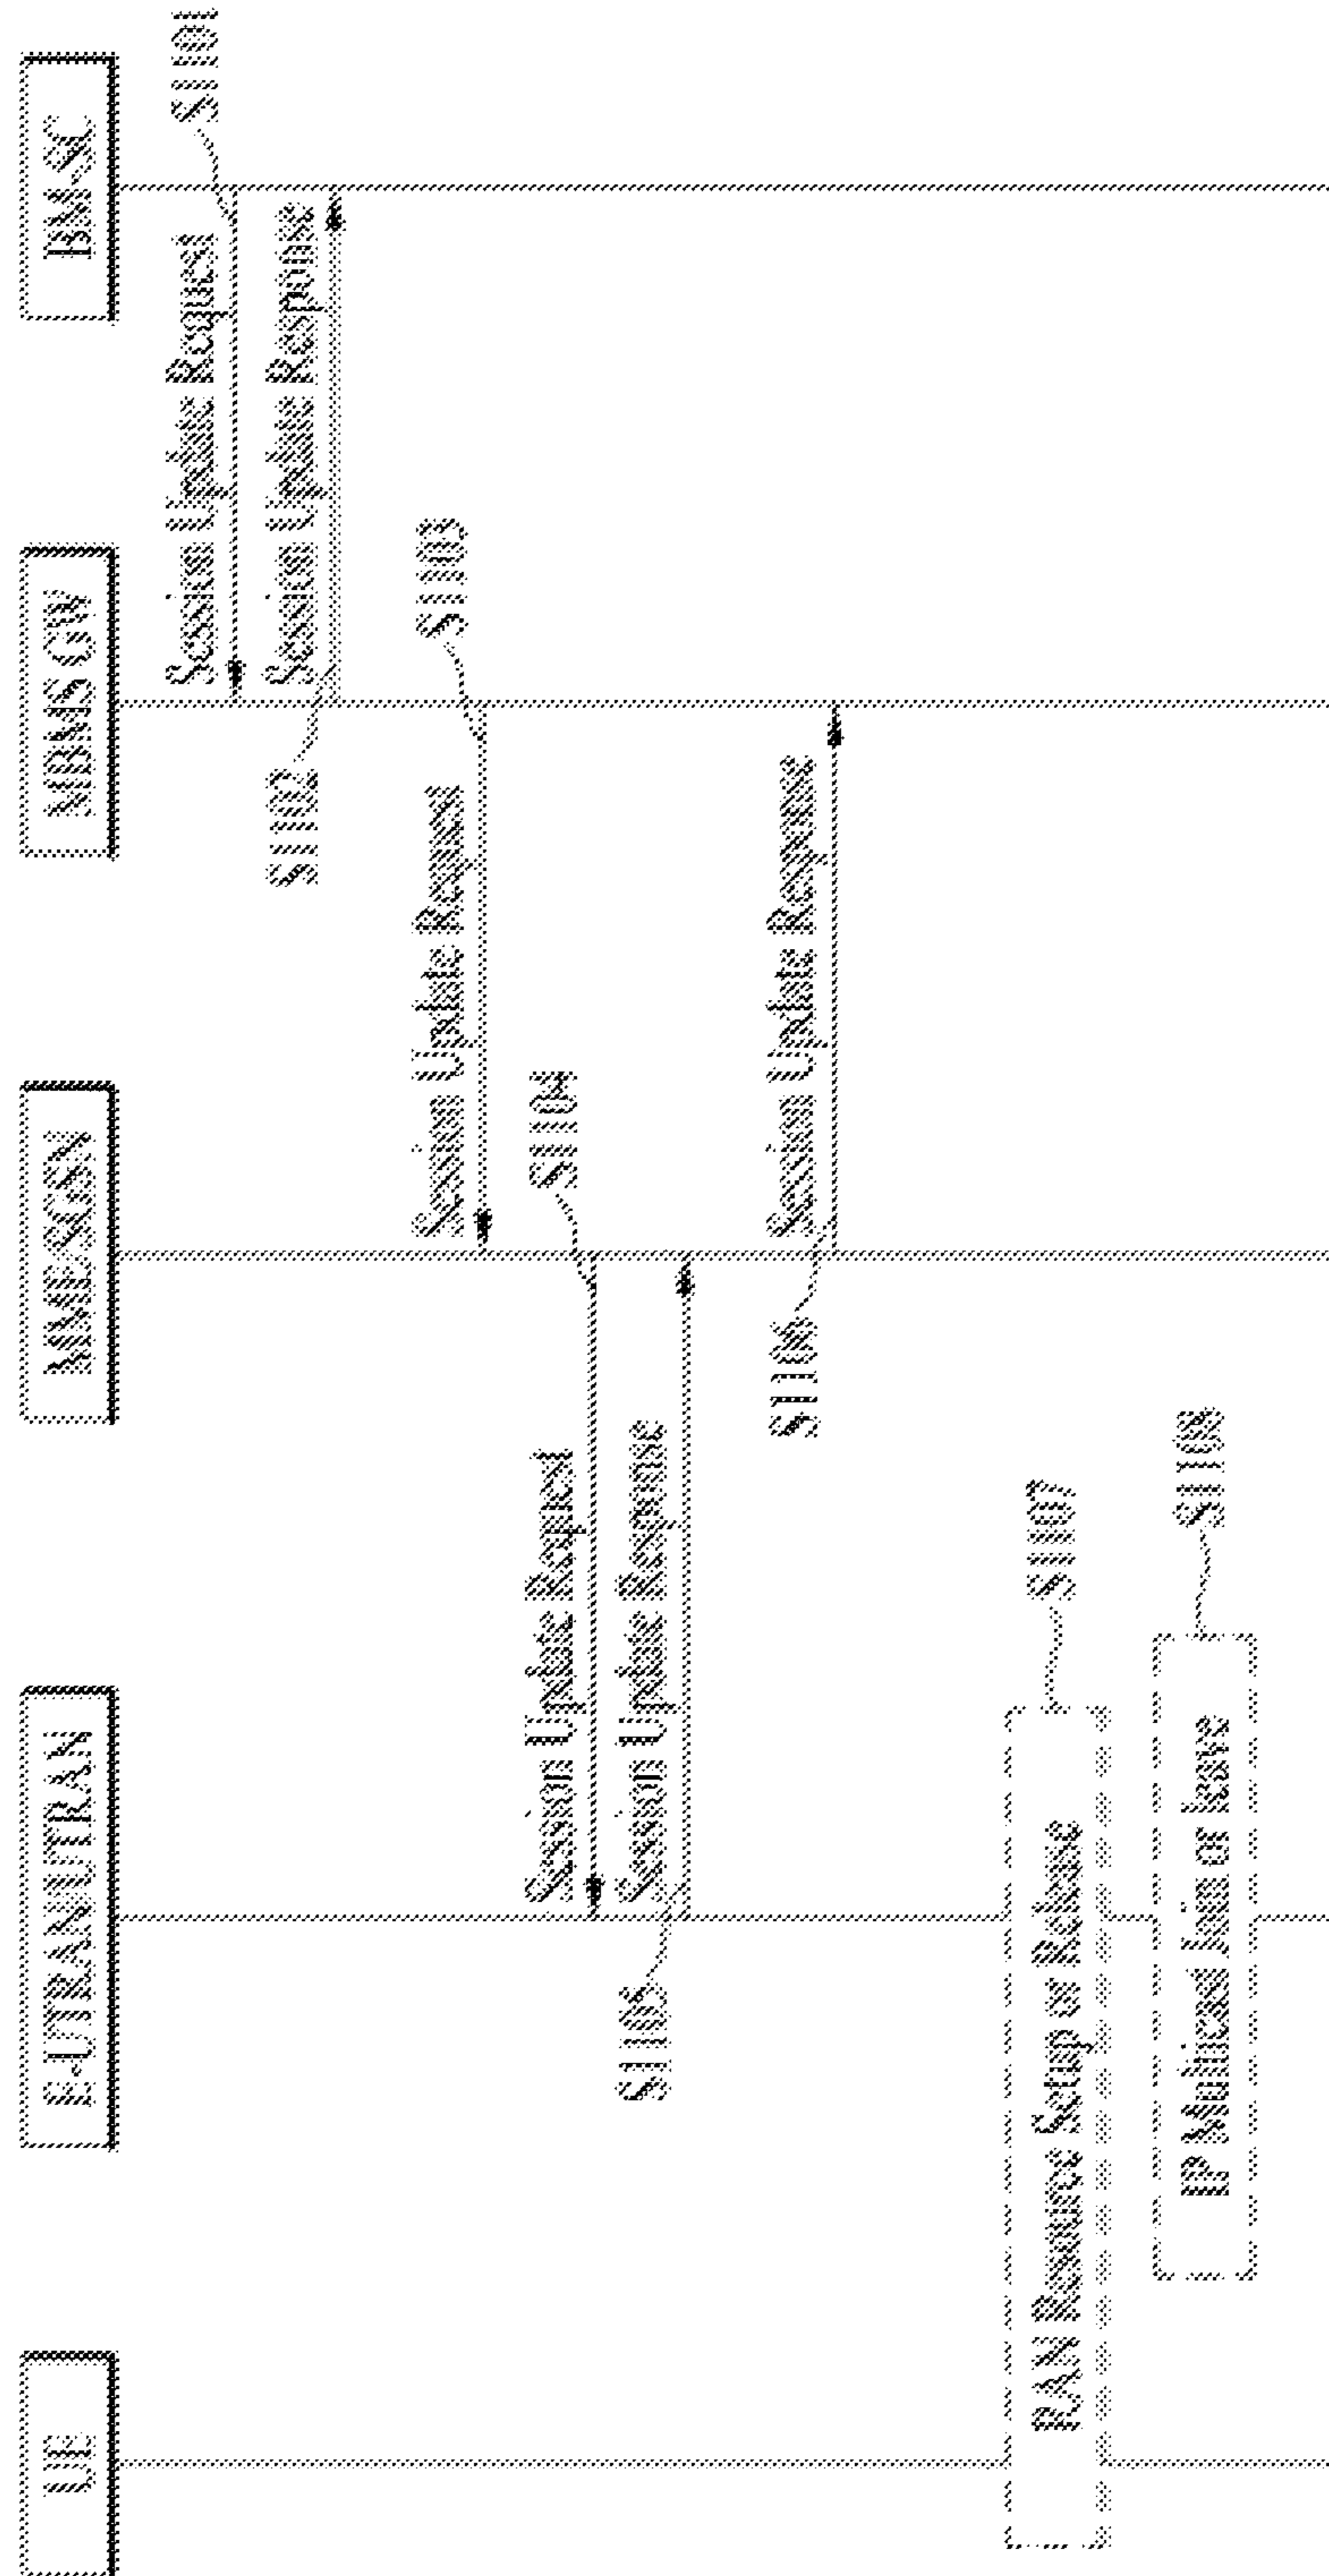 UE
E-UTRAN/UTRAN
MME/SGSN
MBMS GW
BM-SC
Session Update Request
S1101
Session Update Response
S1102
Session Update Request
S1103
Session Update Request
S1104
Session Update Response
S1105
Session Update Response
S1106
RAN Resource Setup or Release
S1107
IP Multicast Join or leave
S1108